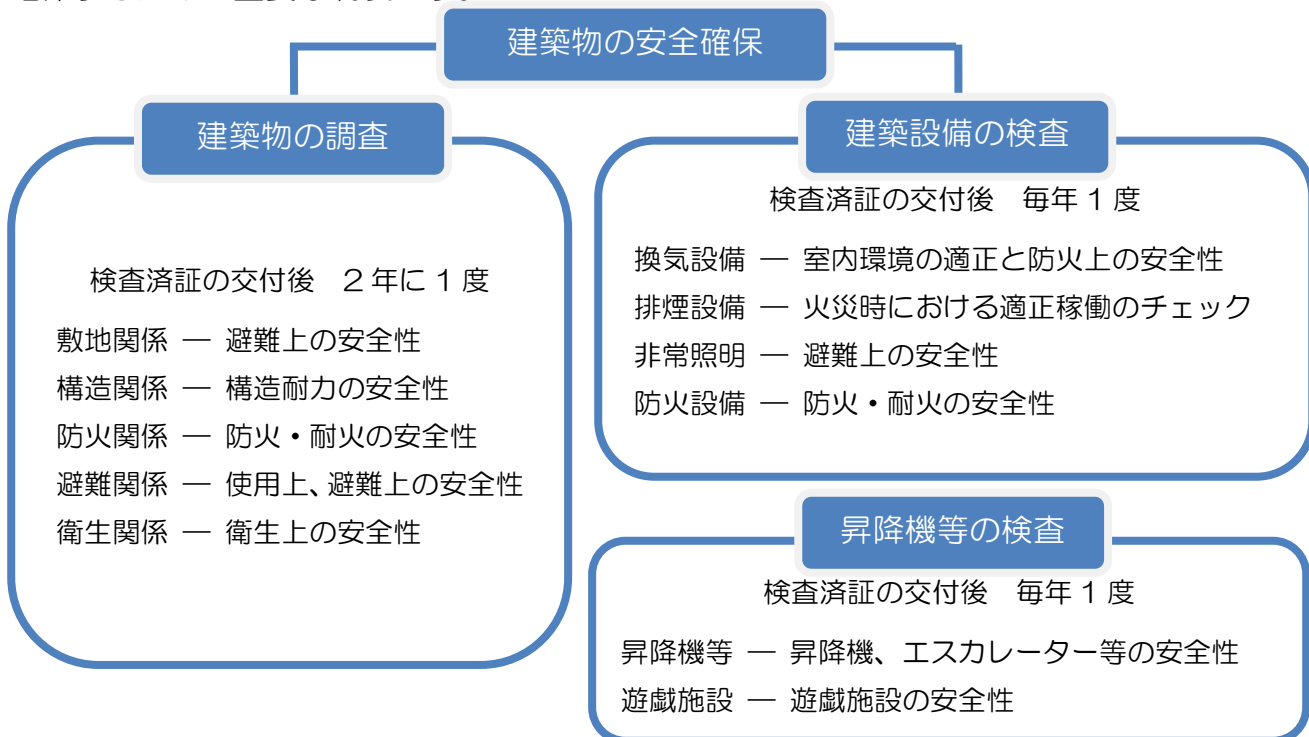 建築物の安全確保
建築物の調査
検査済証の交付後　2年に1度
敷地関係 ― 避難上の安全性
構造関係 ― 構造耐力の安全性
防火関係 ― 防火・耐火の安全性
避難関係 ― 使用上、避難上の安全性
衛生関係 ― 衛生上の安全性
建築設備の検査
検査済証の交付後　毎年1度
換気設備 ― 室内環境の適正と防火上の安全性
排煙設備 ― 火災時における適正稼働のチェック
非常照明 ― 避難上の安全性
防火設備 ― 防火・耐火の安全性
昇降機等の検査
検査済証の交付後　毎年1度
昇降機等 ― 昇降機、エスカレーター等の安全性
遊戯施設 ― 遊戯施設の安全性